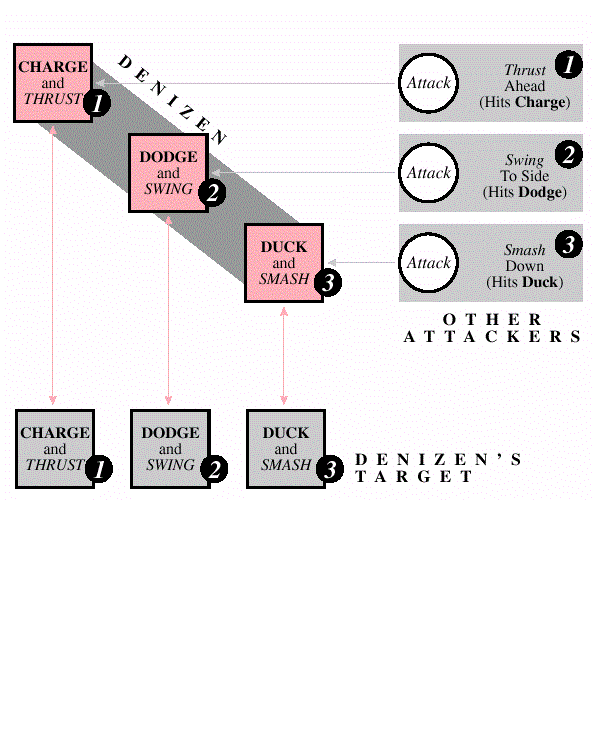 CHARGE
and
THRUST
1
DENIZEN
DODGE
and
SWING
2
DUCK
and
SMASH
3
Attack
Thrust
Ahead
(Hits Charge)
1
Attack
Swing
To Side
(Hits Dodge)
2
Attack
Smash
Down
(Hits Duck)
3
OTHER
ATTACKERS
CHARGE
and
THRUST
1
DODGE
and
SWING
2
DUCK
and
SMASH
3
DENIZEN'S
TARGET